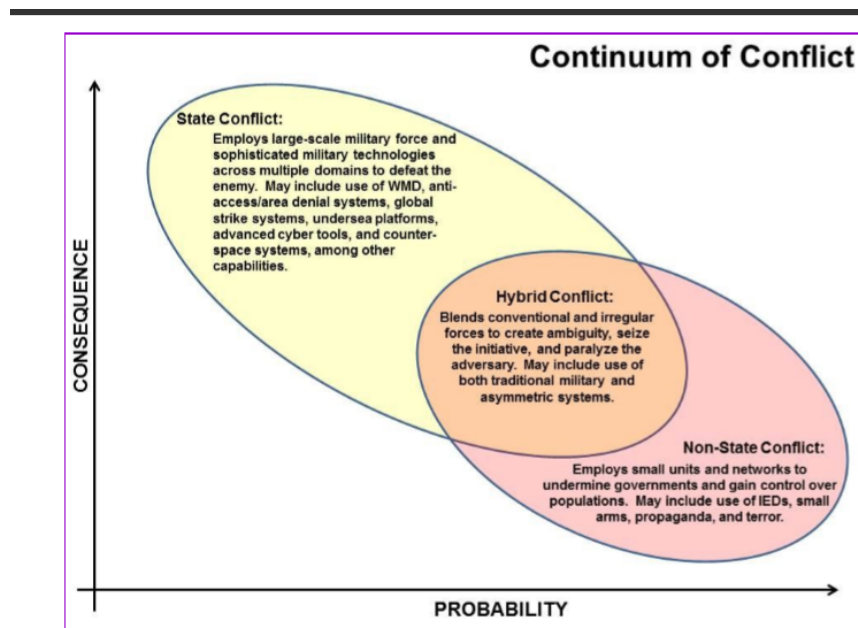 Continuum of Conflict
State Conflict:
Employs large-scale military force and
sophisticated military technologies
across multiple domains to defeat the
enemy. May include use of WMD, anti-
access/area denial systems, global
strike systems, undersea platforms,
advanced cyber tools, and counter-
space systems, among other
capabilities.
CONSEQUENCE
Hybrid Conflict:
Blends conventional and irregular
forces to create ambiguity, seize
the initiative, and paralyze the
adversary. May include use of
both traditional military and
asymmetric systems.
Non-State Conflict:
Employs small units and networks to
undermine governments and gain control over
populations. May include use of IEDs, small
arms, propaganda, and terror.
PROBABILITY